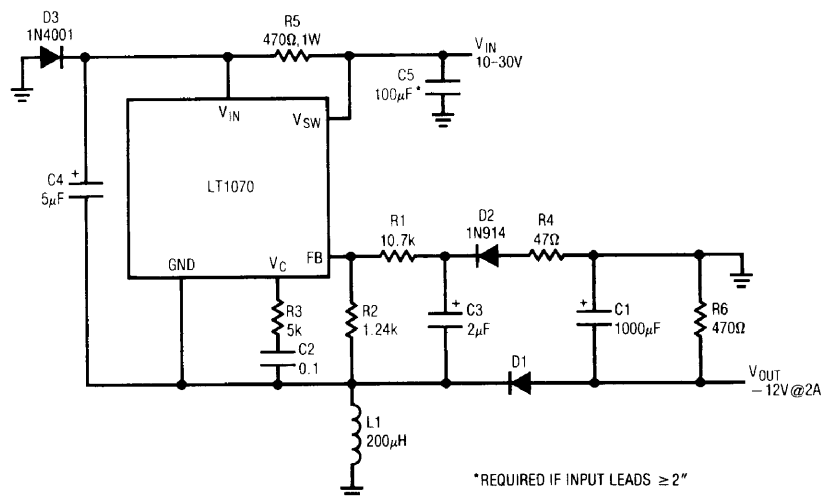 D3
1N4001
R5
470Ω, 1W
VIN
10–30V
C5
100μF*
VIN
VSW
C4
+
5μF
LT1070
GND
VC
FB
R1
10.7k
D2
1N914
R4
47Ω
R3
5k
C2
0.1
R2
1.24k
+
C3
2μF
+
C1
1000μF
R6
470Ω
D1
VOUT
–12V@2A
L1
200μH
*REQUIRED IF INPUT LEADS ≥2"